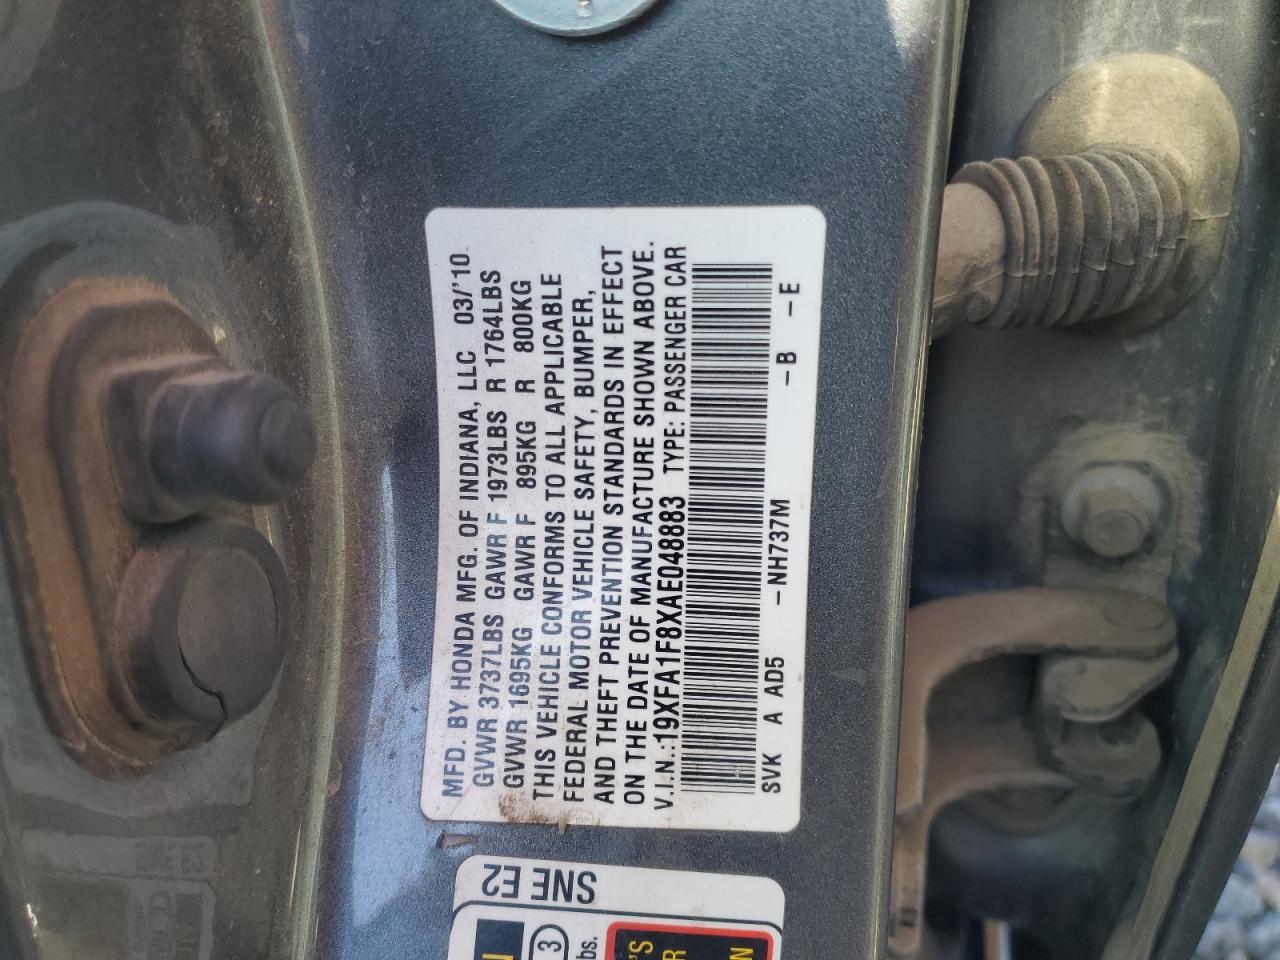 MFD. BY HONDA MFG. OF INDIANA, LLC 03/'10
GVWR 3737LBS GAWR F 1973LBS R 1764LBS
GVWR 1695KG GAWR F 895KG R 800KG
THIS VEHICLE CONFORMS TO ALL APPLICABLE
FEDERAL MOTOR VEHICLE SAFETY, BUMPER,
AND THEFT PREVENTION STANDARDS IN EFFECT
ON THE DATE OF MANUFACTURE SHOWN ABOVE.
V.I.N.:19XFA1F8XAE048883 TYPE: PASSENGER CAR
SVK A AD5 -NH737M -B -E
SNE E2
3
lbs.
'S
R
N